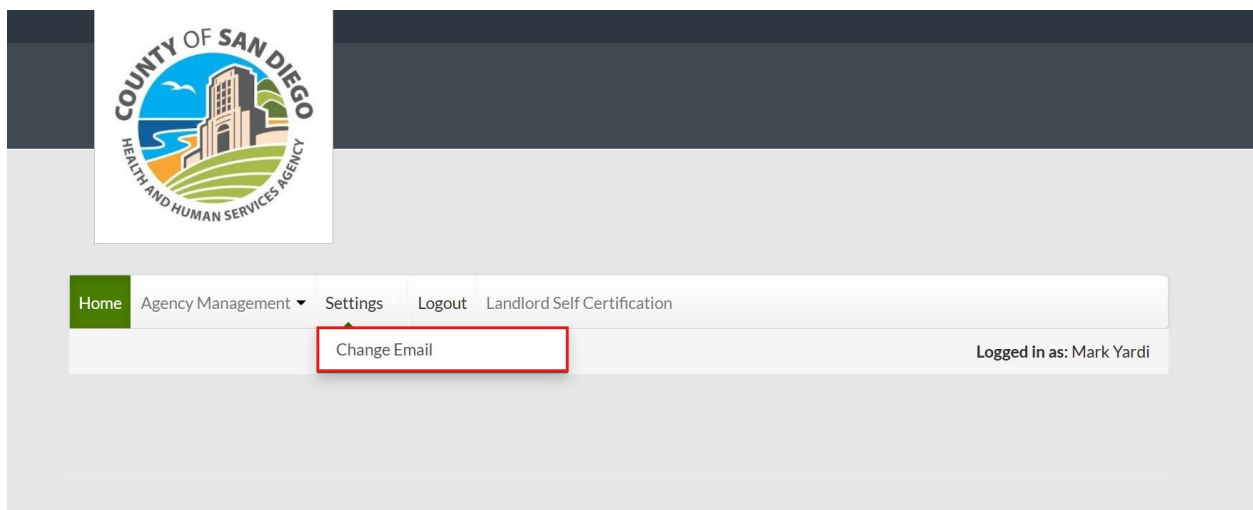 COUNTY OF SAN DIEGO
HEALTH AND HUMAN SERVICES AGENCY
Home Agency Management Settings Logout Landlord Self Certification
Change Email
Logged in as: Mark Yardi